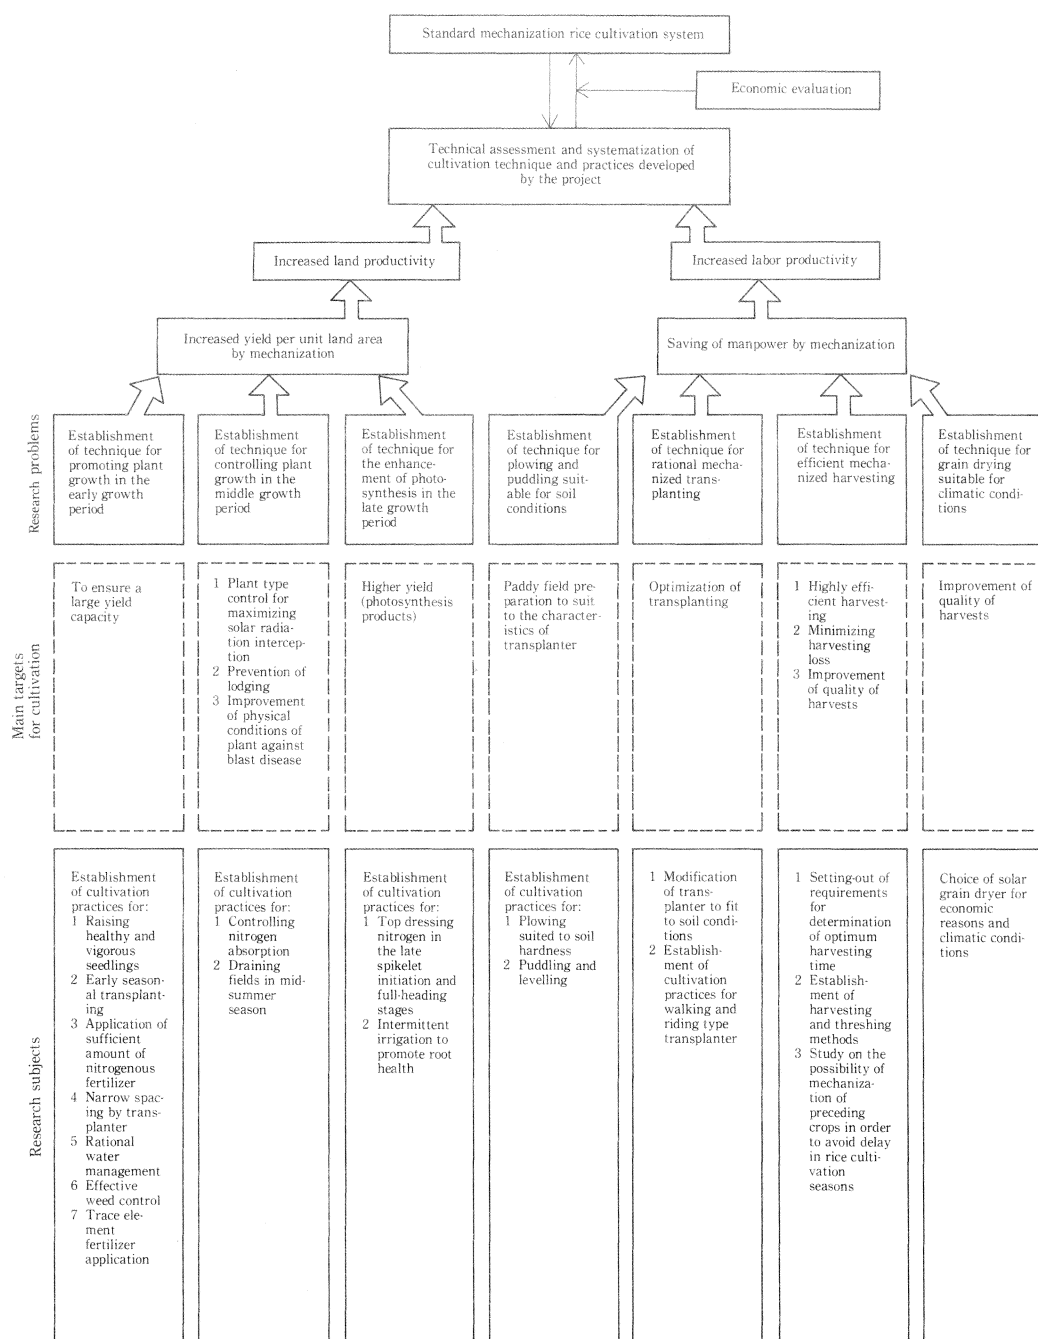 Standard mechanization rice cultivation system
Economic evaluation
Technical assessment and systematization of
cultivation technique and practices developed
by the project
Increased land productivity
Increased labor productivity
Increased yield per unit land area
by mechanization
Saving of manpower by mechanization
Research problems
Establishment
of technique for
promoting plant
growth in the
early growth
period
Establishment
of technique for
controlling plant
growth in the
middle growth
period
Establishment
of technique for
the enhance-
ment of photo-
synthesis in the
late growth
period
Establishment
of technique for
plowing and
puddling suit-
able for soil
conditions
Establishment
of technique for
rational mecha-
nized trans-
planting
Establishment
of technique for
efficient mecha-
nized harvesting
Establishment
of technique for
grain drying
suitable for
climatic condi-
tions
Main targets
for cultivation
To ensure a
large yield
capacity
1 Plant type
control for
maximizing
solar radia-
tion intercep-
tion
2 Prevention of
lodging
3 Improvement
of physical
conditions of
plant against
blast disease
Higher yield
(photosynthesis
products)
Paddy field pre-
paration to suit
to the character-
istics of
transplanter
Optimization of
transplanting
1 Highly effi-
cient harvest-
ing
2 Minimizing
harvesting
loss
3 Improvement
of quality of
harvests
Improvement of
quality of
harvests
Research subjects
Establishment
of cultivation
practices for:
1 Raising
healthy and
vigorous
seedlings
2 Early season-
al transplant-
ing
3 Application of
sufficient
amount of
nitrogenous
fertilizer
4 Narrow spac-
ing by trans-
planter
5 Rational
water
management
6 Effective
weed control
7 Trace ele-
ment
fertilizer
application
Establishment
of cultivation
practices for:
1 Controlling
nitrogen
absorption
2 Draining
fields in mid-
summer
season
Establishment
of cultivation
practices for:
1 Top dressing
nitrogen in
the late
spikelet
initiation and
full-heading
stages
2 Intermittent
irrigation to
promote root
health
Establishment
of cultivation
practices for:
1 Plowing
suited to soil
hardness
2 Puddling and
levelling
1 Modification
of trans-
planter to fit
to soil condi-
tions
2 Establish-
ment of
cultivation
practices for
walking and
riding type
transplanter
1 Setting-out of
requirements
for
determination
of optimum
harvesting
time
2 Establish-
ment of
harvesting
and threshing
methods
3 Study on the
possibility of
mechaniza-
tion of
preceding
crops in order
to avoid delay
in rice culti-
vation
seasons
Choice of solar
grain dryer for
economic
reasons and
climatic condi-
tions